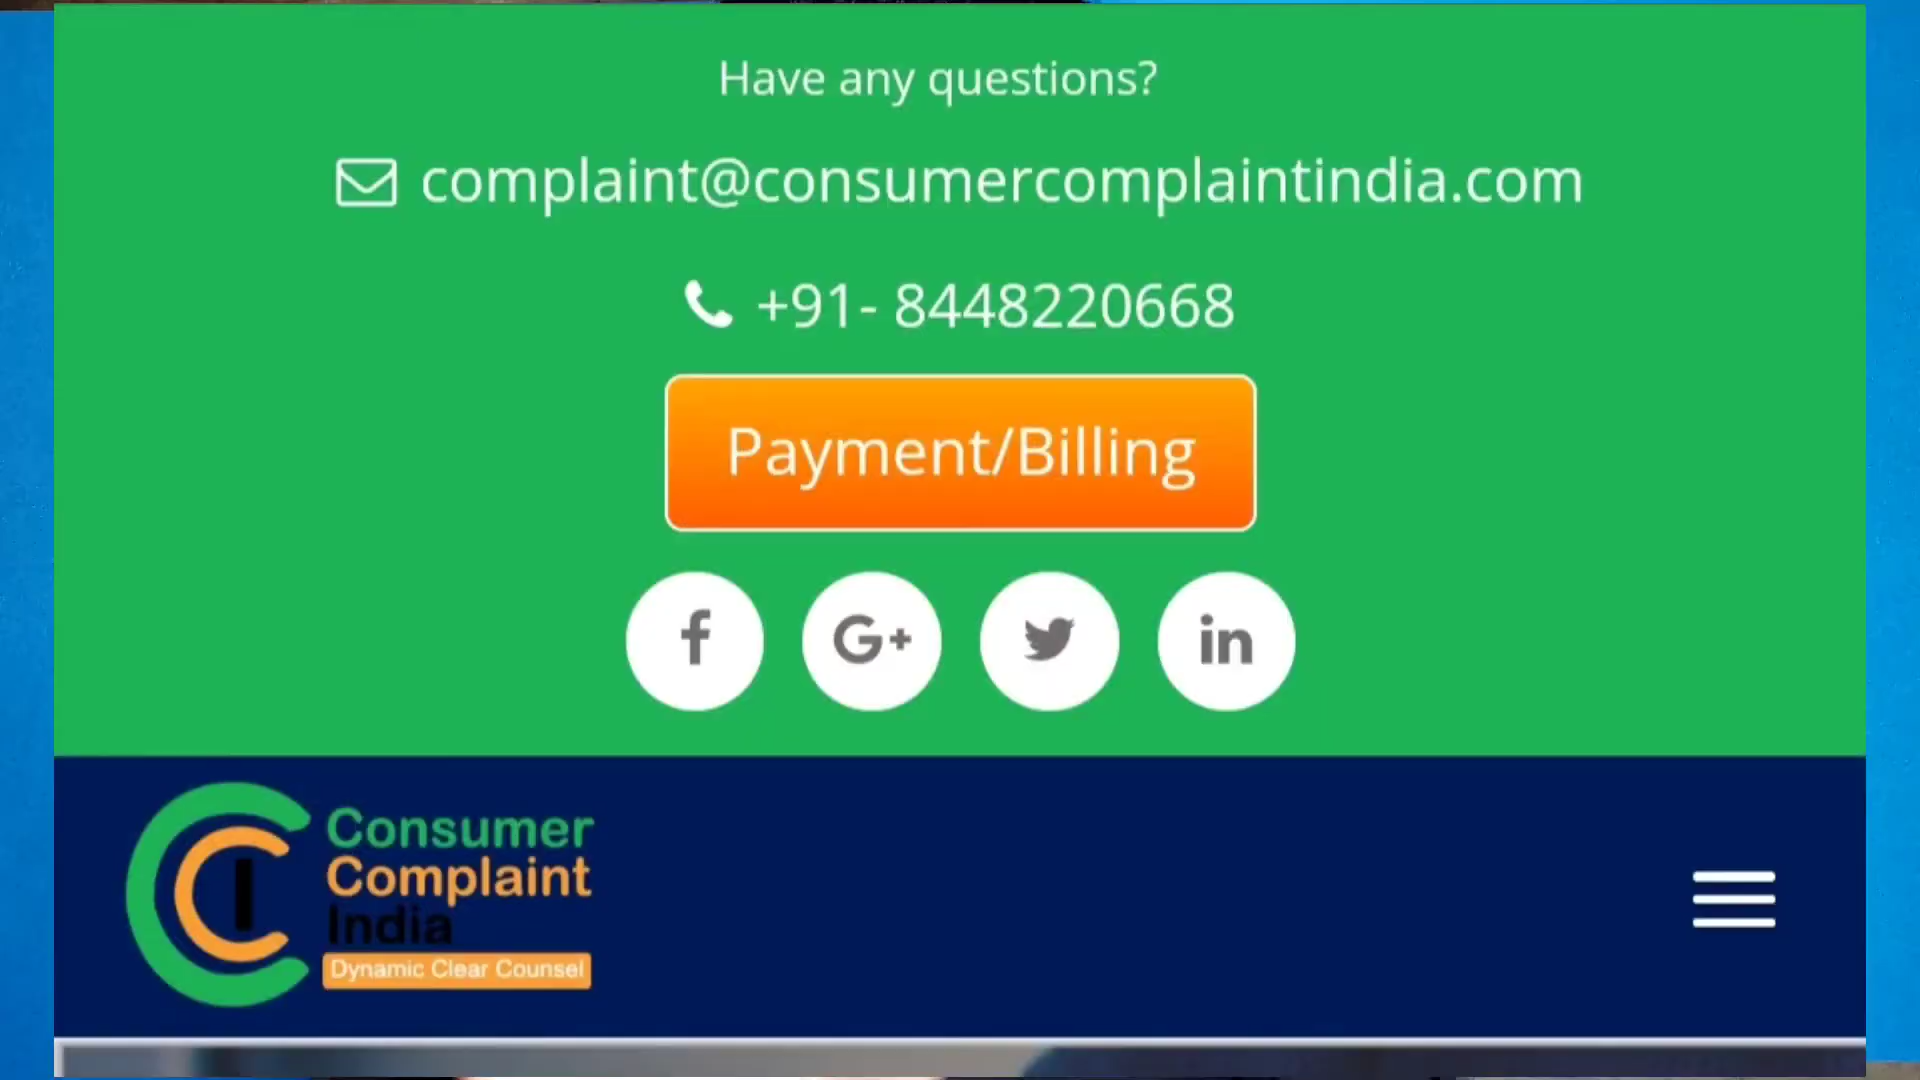 Have any questions?
complaint@consumercomplaintindia.com
+91- 8448220668
Payment/Billing
f
G+
in
Consumer
Complaint
India
Dynamic Clear Counsel